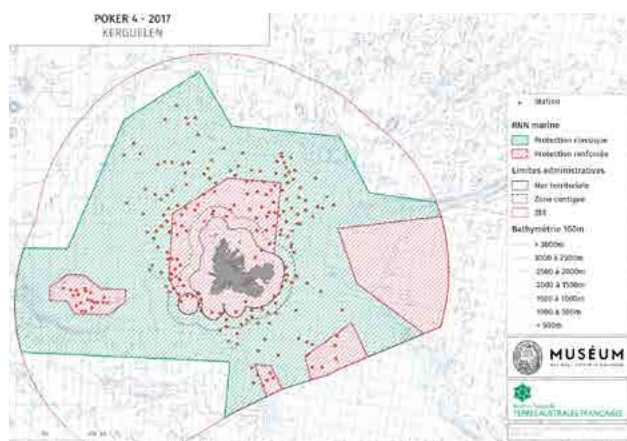 POKER 4 - 2017
KERGUELEN
Station
RNN marine
Protection classique
Protection renforcée
Limites administratives
Mer territoriale
Zone contigue
ZEE
Bathymétrie 100m
> 3000m
3000 à 2500m
2500 à 2000m
2000 à 1500m
1500 à 1000m
1000 à 500m
< 500m
MUSÉUM
TERRES AUSTRALES FRANÇAISES